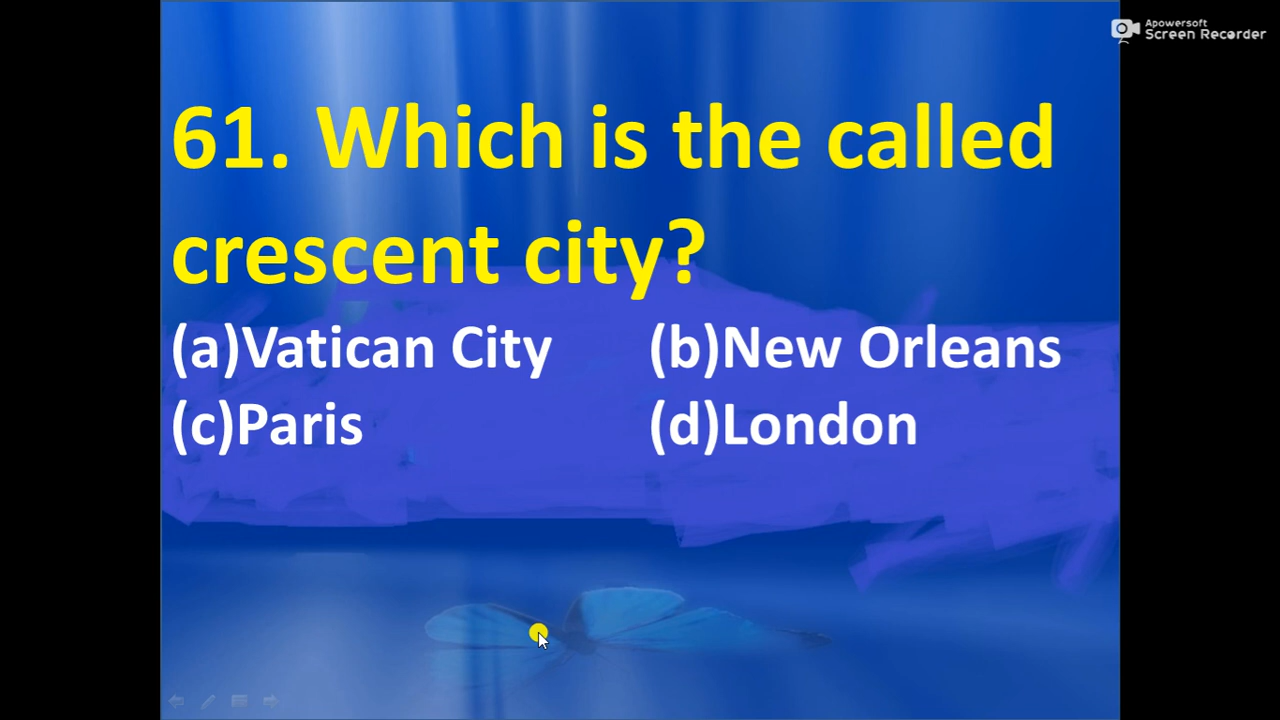 Apowersoft
Screen Recorder
61. Which is the called
crescent city?
(a)Vatican City (b)New Orleans
(c)Paris (d)London